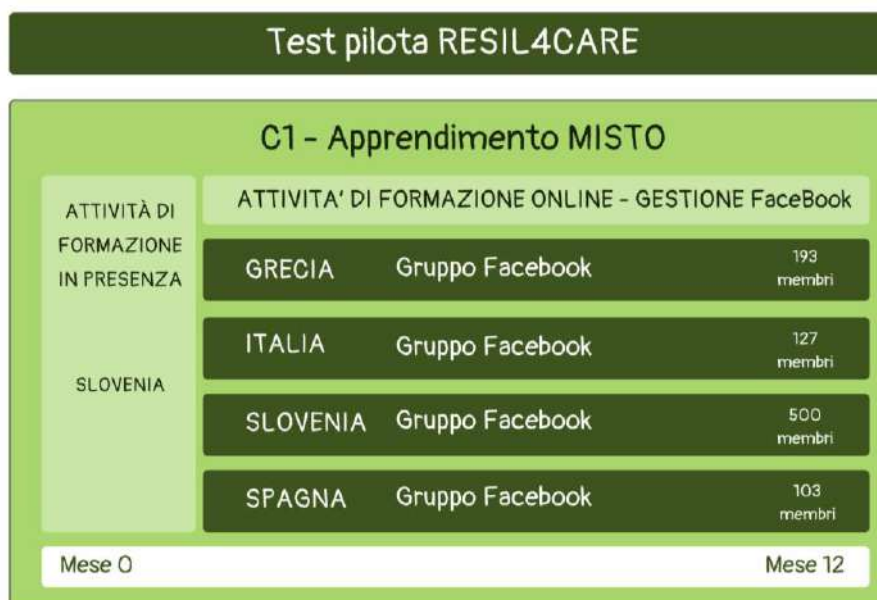 Test pilota RESIL4CARE
C1 - Apprendimento MISTO
ATTIVITÀ DI
FORMAZIONE
IN PRESENZA
SLOVENIA
ATTIVITA' DI FORMAZIONE ONLINE - GESTIONE FaceBook
GRECIA Gruppo Facebook 193
membri
ITALIA Gruppo Facebook 127
membri
SLOVENIA Gruppo Facebook 500
membri
SPAGNA Gruppo Facebook 103
membri
Mese 0 Mese 12